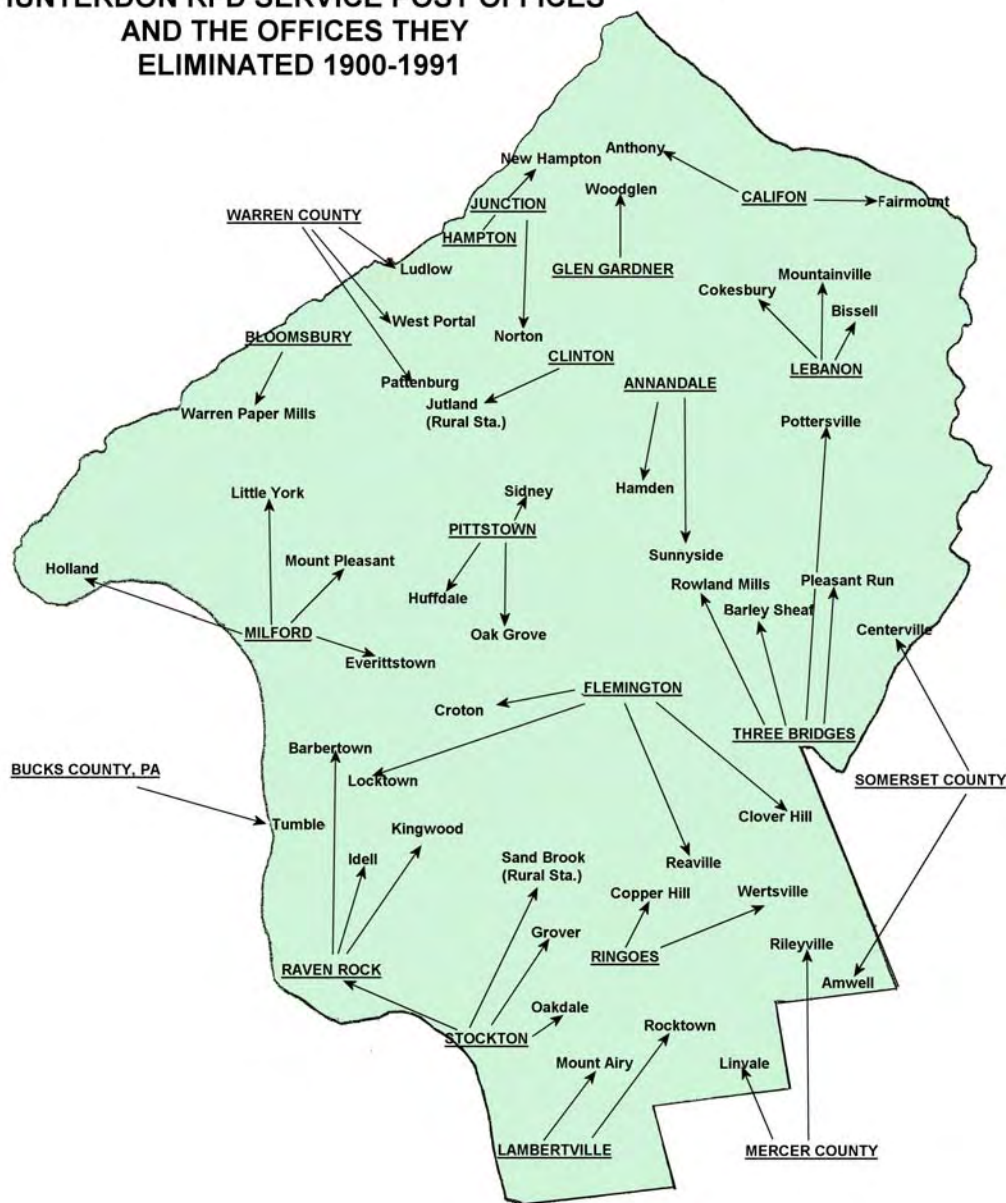 HUNTERDON RFD SERVICE POST OFFICES
AND THE OFFICES THEY
ELIMINATED 1900-1991
New Hampton
Anthony
Woodglen
JUNCTION
CALIFON
Fairmount
WARREN COUNTY
HAMPTON
Ludlow
GLEN GARDNER
Mountainville
Cokesbury
Bissell
West Portal
BLOOMSBURY
Norton
CLINTON
LEBANON
Pattenburg
ANNANDALE
Jutland
(Rural Sta.)
Warren Paper Mills
Pottersville
Little York
Sidney
Hamden
PITTSTOWN
Sunnyside
Mount Pleasant
Holland
Huffdale
Rowland Mills
Pleasant Run
Barley Sheaf
MILFORD
Oak Grove
Centerville
Everittstown
FLEMINGTON
Croton
THREE BRIDGES
Barbertown
BUCKS COUNTY, PA
Locktown
SOMERSET COUNTY
Tumble
Kingwood
Clover Hill
Idell
Sand Brook
(Rural Sta.)
Reaville
Copper Hill
Wertsville
Grover
RINGOES
Rileyville
RAVEN ROCK
Amwell
Oakdale
STOCKTON
Rocktown
Mount Airy
Linvale
LAMBERTVILLE
MERCER COUNTY